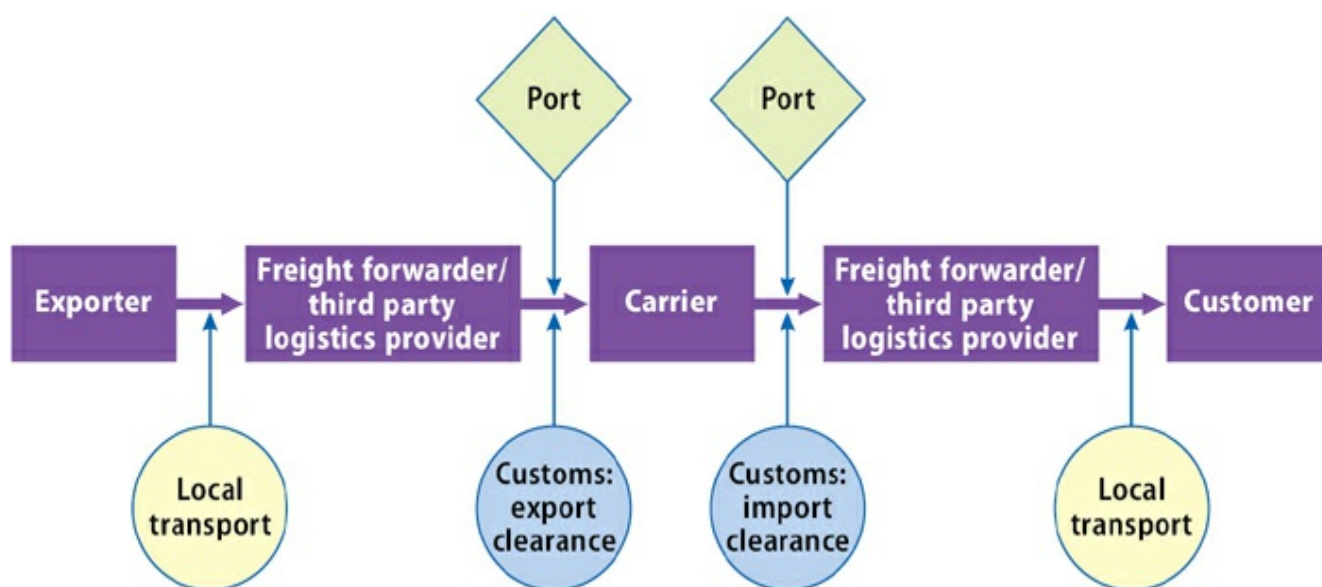 Port
Port
Exporter
Freight forwarder/
third party
logistics provider
Carrier
Freight forwarder/
third party
logistics provider
Customer
Local
transport
Customs:
export
clearance
Customs:
import
clearance
Local
transport